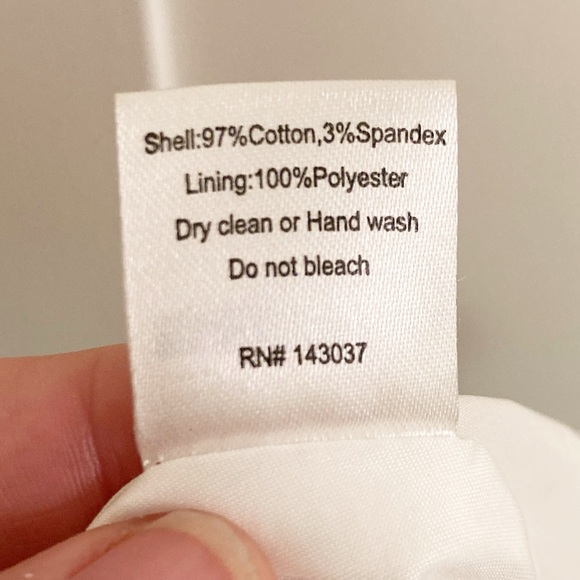 Shell:97%Cotton,3%Spandex
Lining:100%Polyester
Dry clean or Hand wash
Do not bleach
RN# 143037